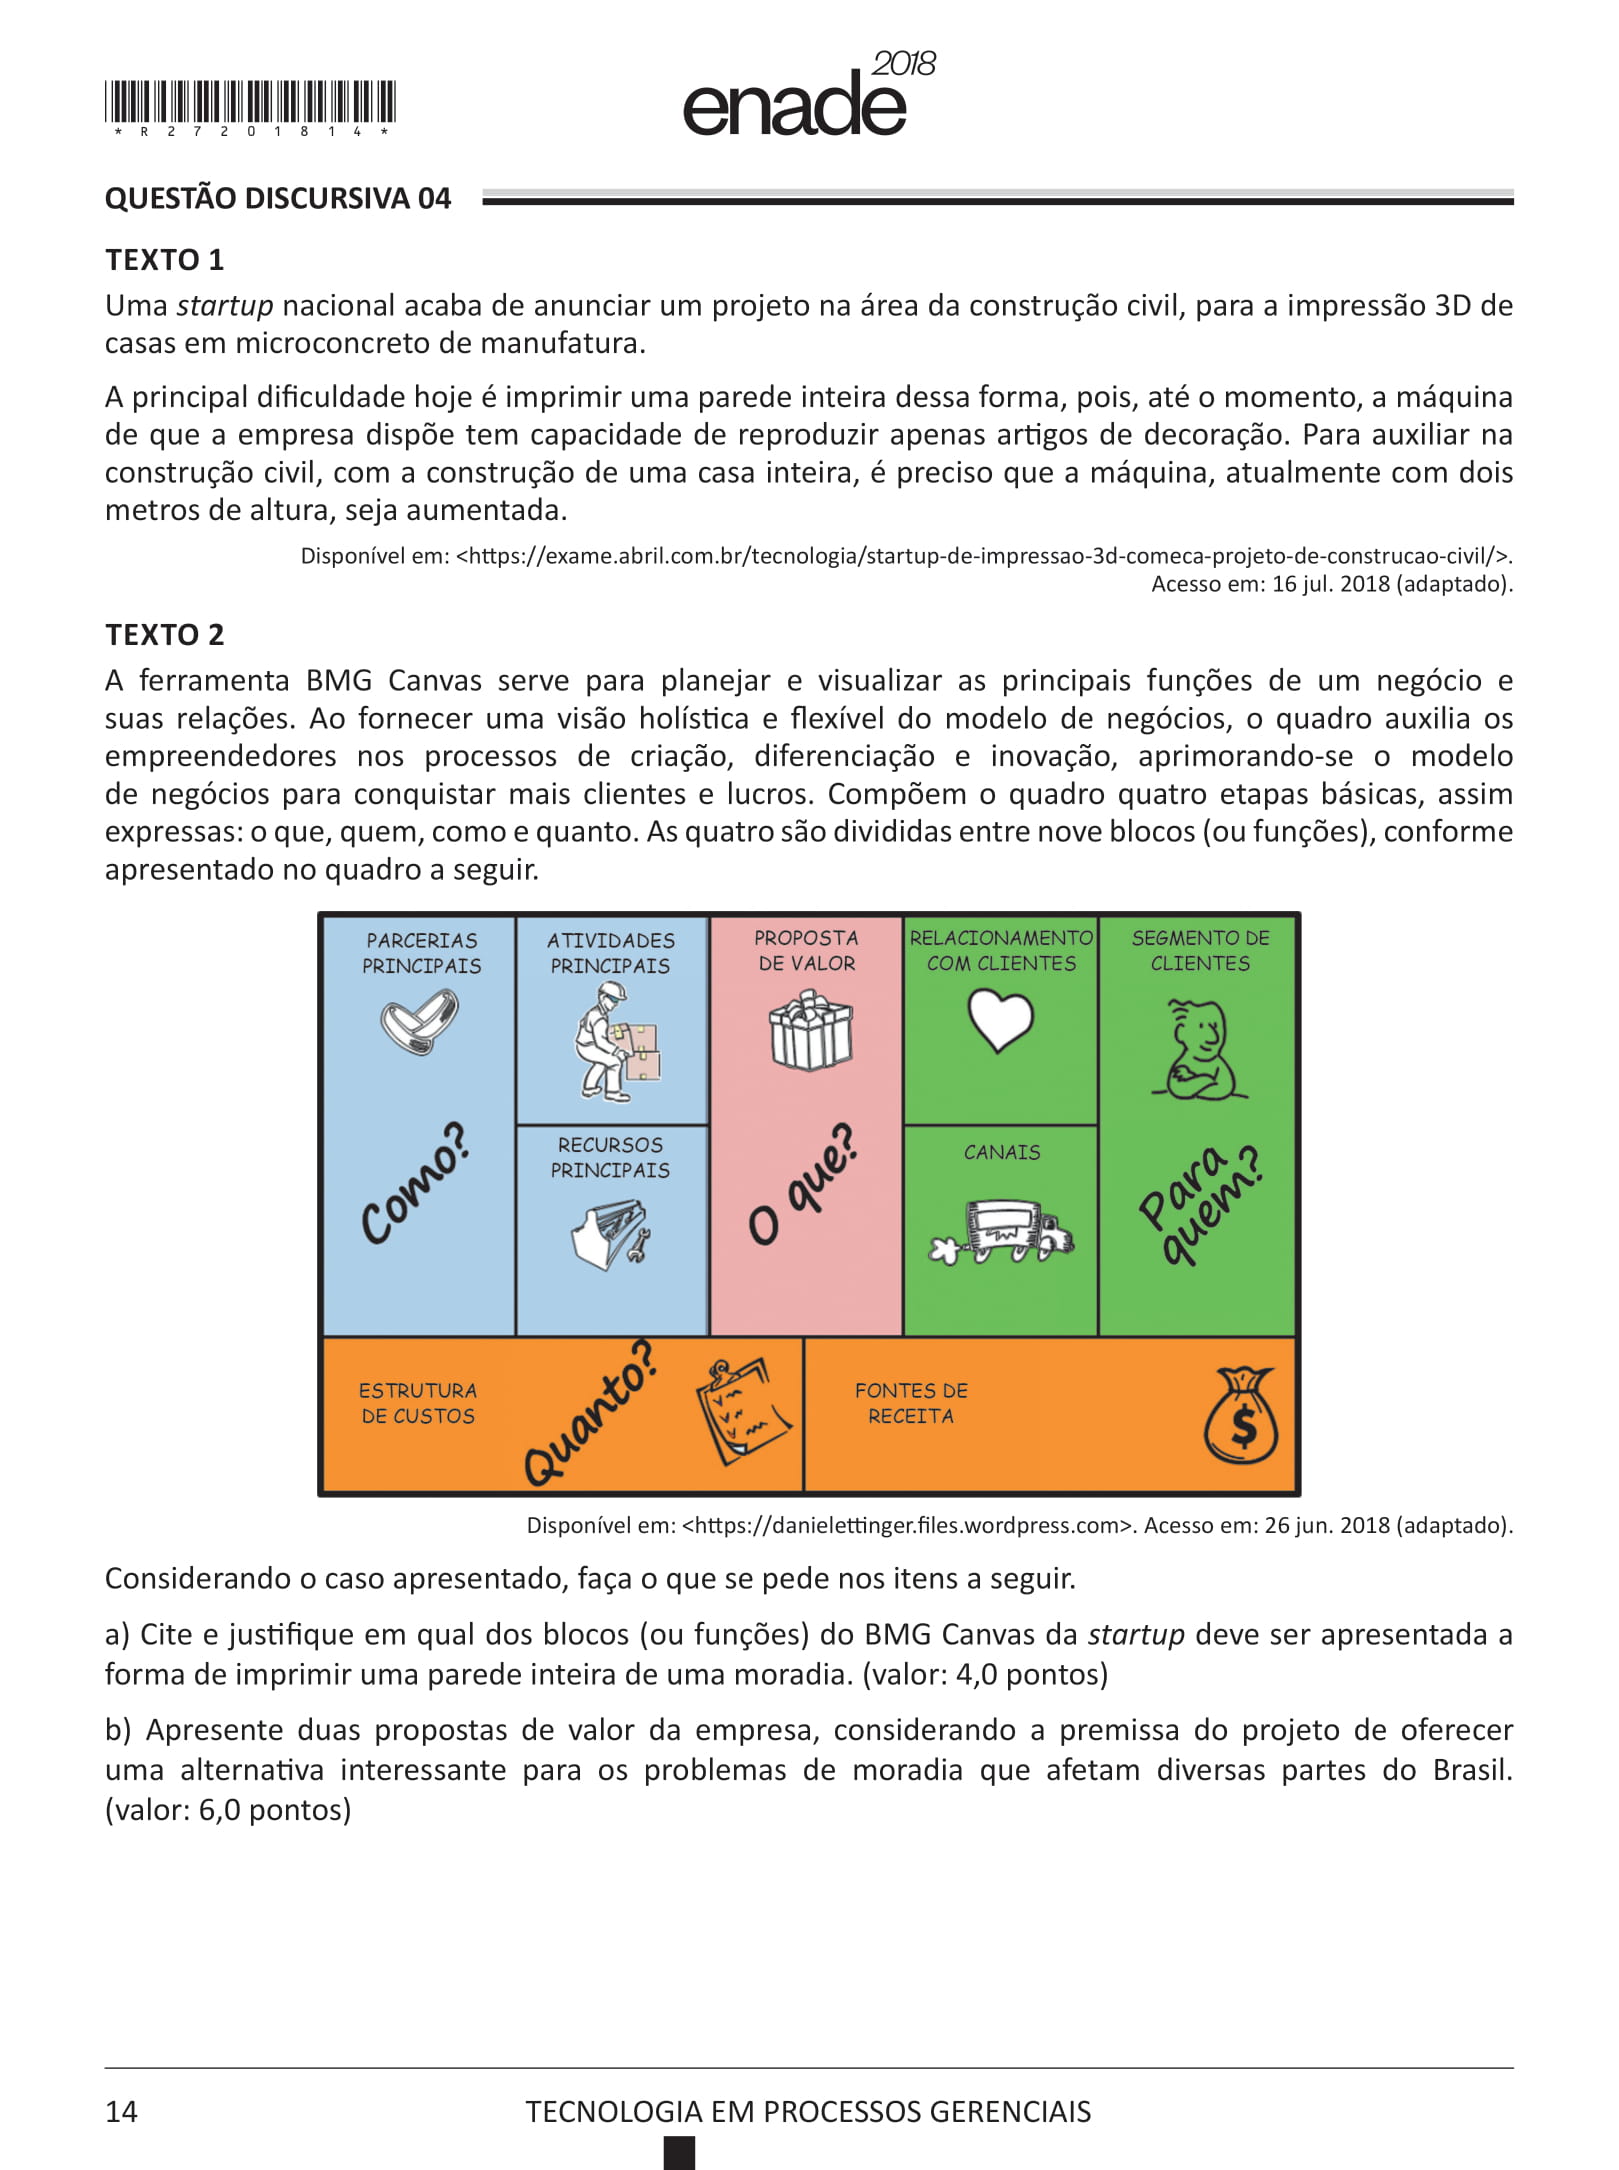 * R 2 7 2 0 1 8 1 4 *
enade 2018
QUESTÃO DISCURSIVA 04
TEXTO 1
Uma startup nacional acaba de anunciar um projeto na área da construção civil, para a impressão 3D de
casas em microconcreto de manufatura.
A principal dificuldade hoje é imprimir uma parede inteira dessa forma, pois, até o momento, a máquina
de que a empresa dispõe tem capacidade de reproduzir apenas artigos de decoração. Para auxiliar na
construção civil, com a construção de uma casa inteira, é preciso que a máquina, atualmente com dois
metros de altura, seja aumentada.
Disponível em: <https://exame.abril.com.br/tecnologia/startup-de-impressao-3d-comeca-projeto-de-construcao-civil/>.
Acesso em: 16 jul. 2018 (adaptado).
TEXTO 2
A ferramenta BMG Canvas serve para planejar e visualizar as principais funções de um negócio e
suas relações. Ao fornecer uma visão holística e flexível do modelo de negócios, o quadro auxilia os
empreendedores nos processos de criação, diferenciação e inovação, aprimorando-se o modelo
de negócios para conquistar mais clientes e lucros. Compõem o quadro quatro etapas básicas, assim
expressas: o que, quem, como e quanto. As quatro são divididas entre nove blocos (ou funções), conforme
apresentado no quadro a seguir.
PARCERIAS
PRINCIPAIS
Como?
ATIVIDADES
PRINCIPAIS
RECURSOS
PRINCIPAIS
PROPOSTA
DE VALOR
O que?
RELACIONAMENTO
COM CLIENTES
CANAIS
SEGMENTO DE
CLIENTES
Para
quem?
ESTRUTURA
DE CUSTOS
Quanto?
FONTES DE
RECEITA
$
Disponível em: <https://danielettinger.files.wordpress.com>. Acesso em: 26 jun. 2018 (adaptado).
Considerando o caso apresentado, faça o que se pede nos itens a seguir.
a) Cite e justifique em qual dos blocos (ou funções) do BMG Canvas da startup deve ser apresentada a
forma de imprimir uma parede inteira de uma moradia. (valor: 4,0 pontos)
b) Apresente duas propostas de valor da empresa, considerando a premissa do projeto de oferecer
uma alternativa interessante para os problemas de moradia que afetam diversas partes do Brasil.
(valor: 6,0 pontos)
14
TECNOLOGIA EM PROCESSOS GERENCIAIS